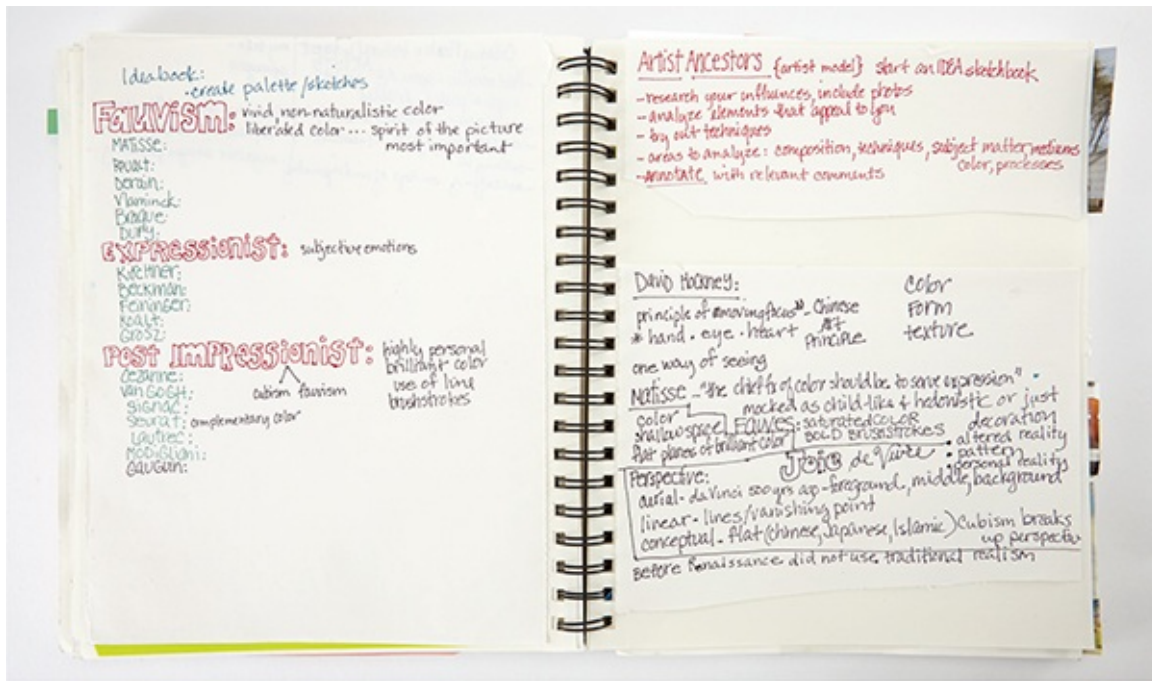 Ideabook:
·create palette/sketches
FAUVISM: vivid, non-naturalistic color
liberated color... spirit of the picture
most important
MATISSE:
Derain:
Vlaminck:
Braque:
Dufy:
EXPRESSIONIST: subjective emotions
Kirchner:
Beckman:
Feininger:
Groz:
POST IMPRESSIONIST: highly personal
brilliant color
use of line
brushstrokes
Cezanne:
Van GOGH:
cubism fauvism
Signac:
Seurat: complementary color
Lautrec:
MODiGliani:
GAUGUIN:
Artist Ancestors {artist model} start an IDEA sketchbook
-research your influences, include photos
-analyze elements that appeal to you
-try out techniques
-areas to analyze: composition, techniques, subject matter, mediums
color, processes
-annotate with relevant comments
David Hockney: color
principle of "moving focus" - Chinese Form
* hand · eye · heart Art texture
Principle
one way of seeing
Matisse - "the chief fx of color should be to serve expression"
mocked as child-like & hedonistic or just
color decoration
shallow space FAUVES: saturated COLOR
flat planes of brilliant color BOLD BRUSHSTROKES
• altered reality
• pattern
Joie de Vivre
• personal reality
Perspective:
aerial - da Vinci 500 yrs ago - foreground, middle, background
linear - lines/vanishing point
conceptual - flat (Chinese, Japanese, Islamic) Cubism breaks
up perspectiv
Before Renaissance did not use traditional realism